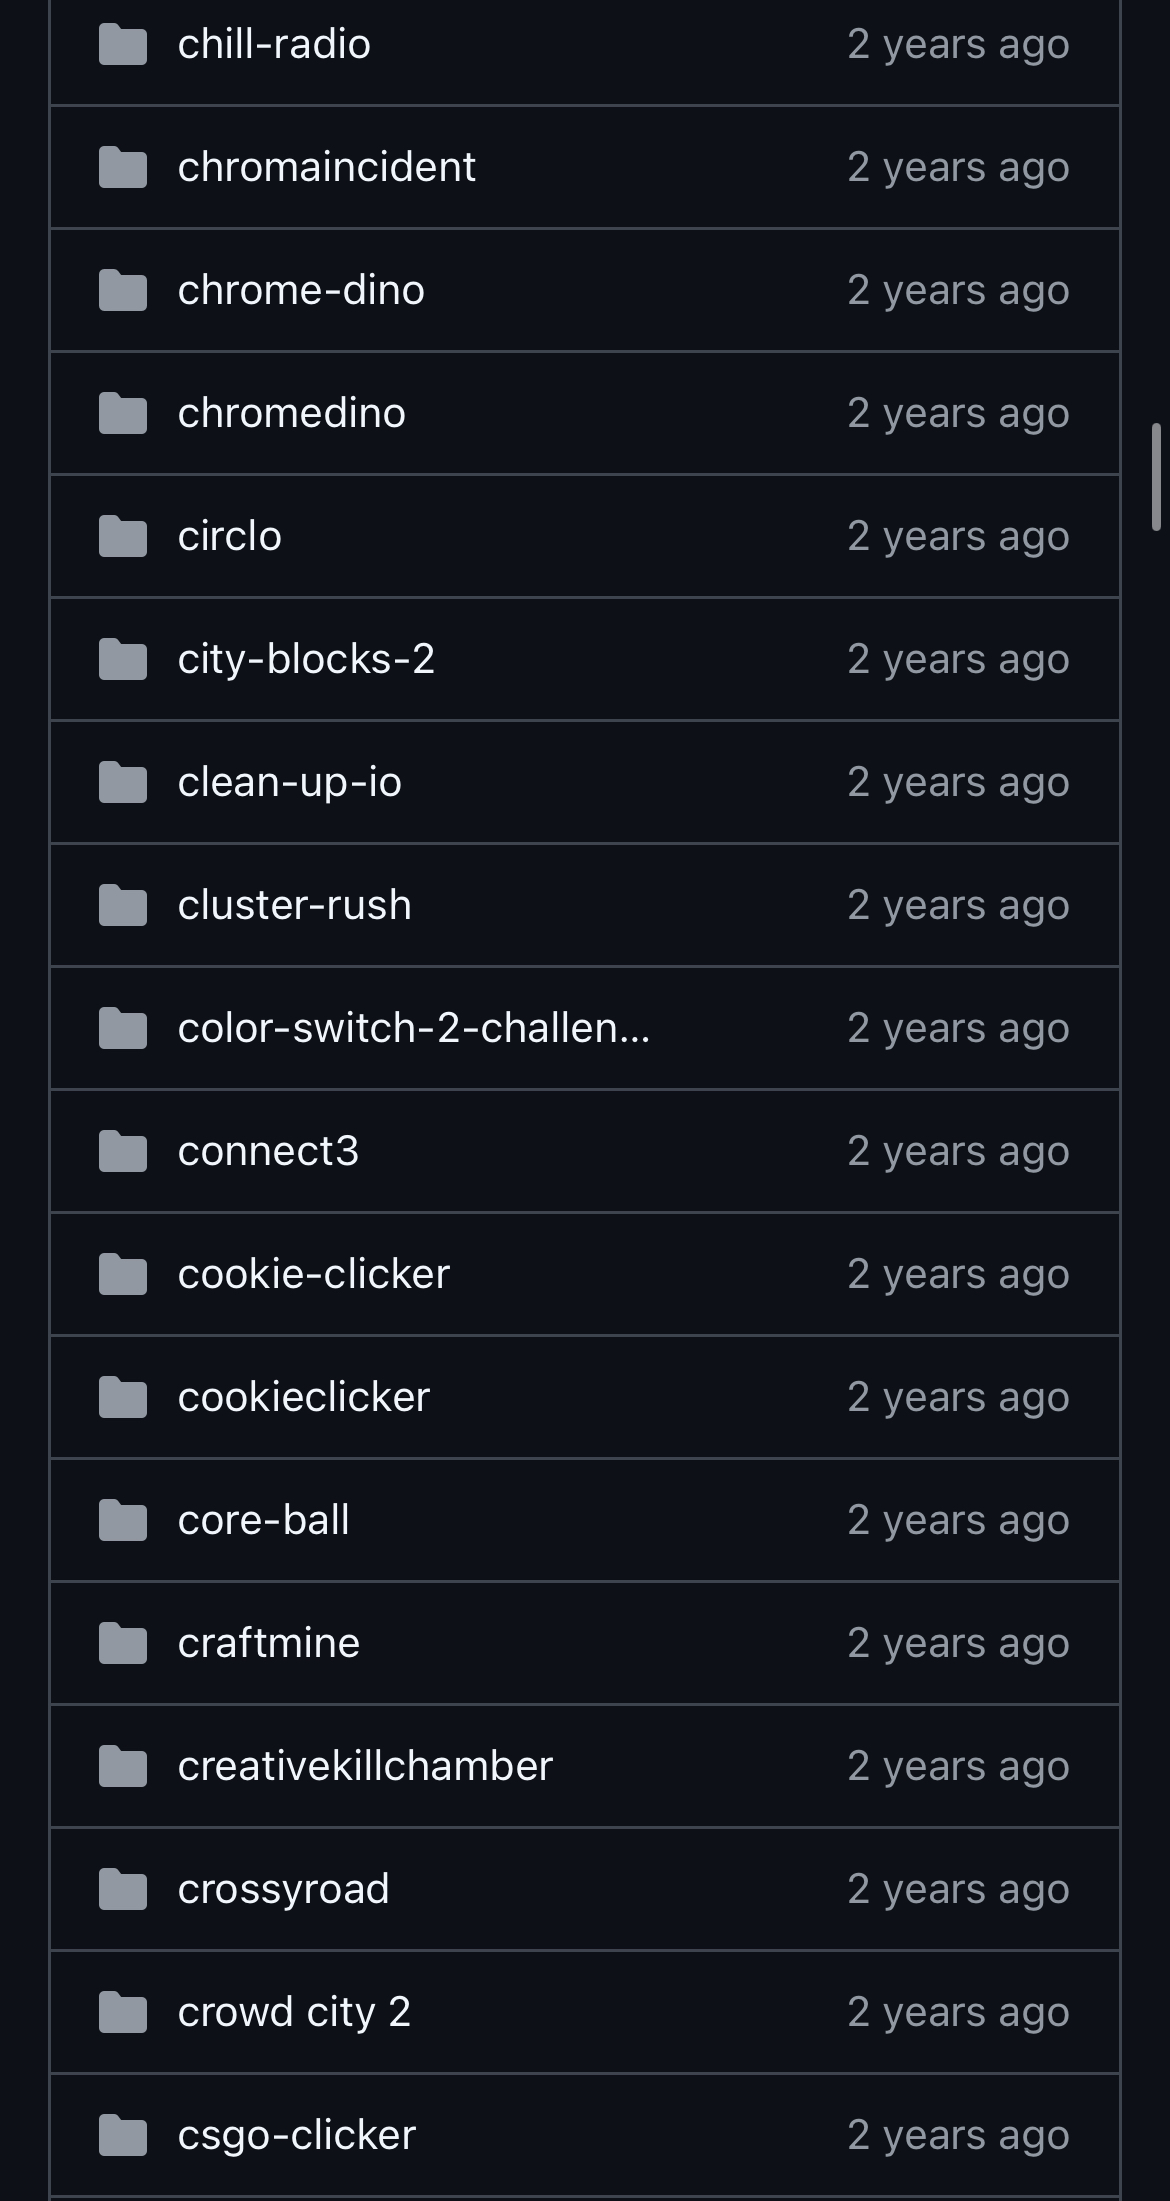 chill-radio 2 years ago
chromaincident 2 years ago
chrome-dino 2 years ago
chromedino 2 years ago
circlo 2 years ago
city-blocks-2 2 years ago
clean-up-io 2 years ago
cluster-rush 2 years ago
color-switch-2-challen... 2 years ago
connect3 2 years ago
cookie-clicker 2 years ago
cookieclicker 2 years ago
core-ball 2 years ago
craftmine 2 years ago
creativekillchamber 2 years ago
crossyroad 2 years ago
crowd city 2 2 years ago
csgo-clicker 2 years ago